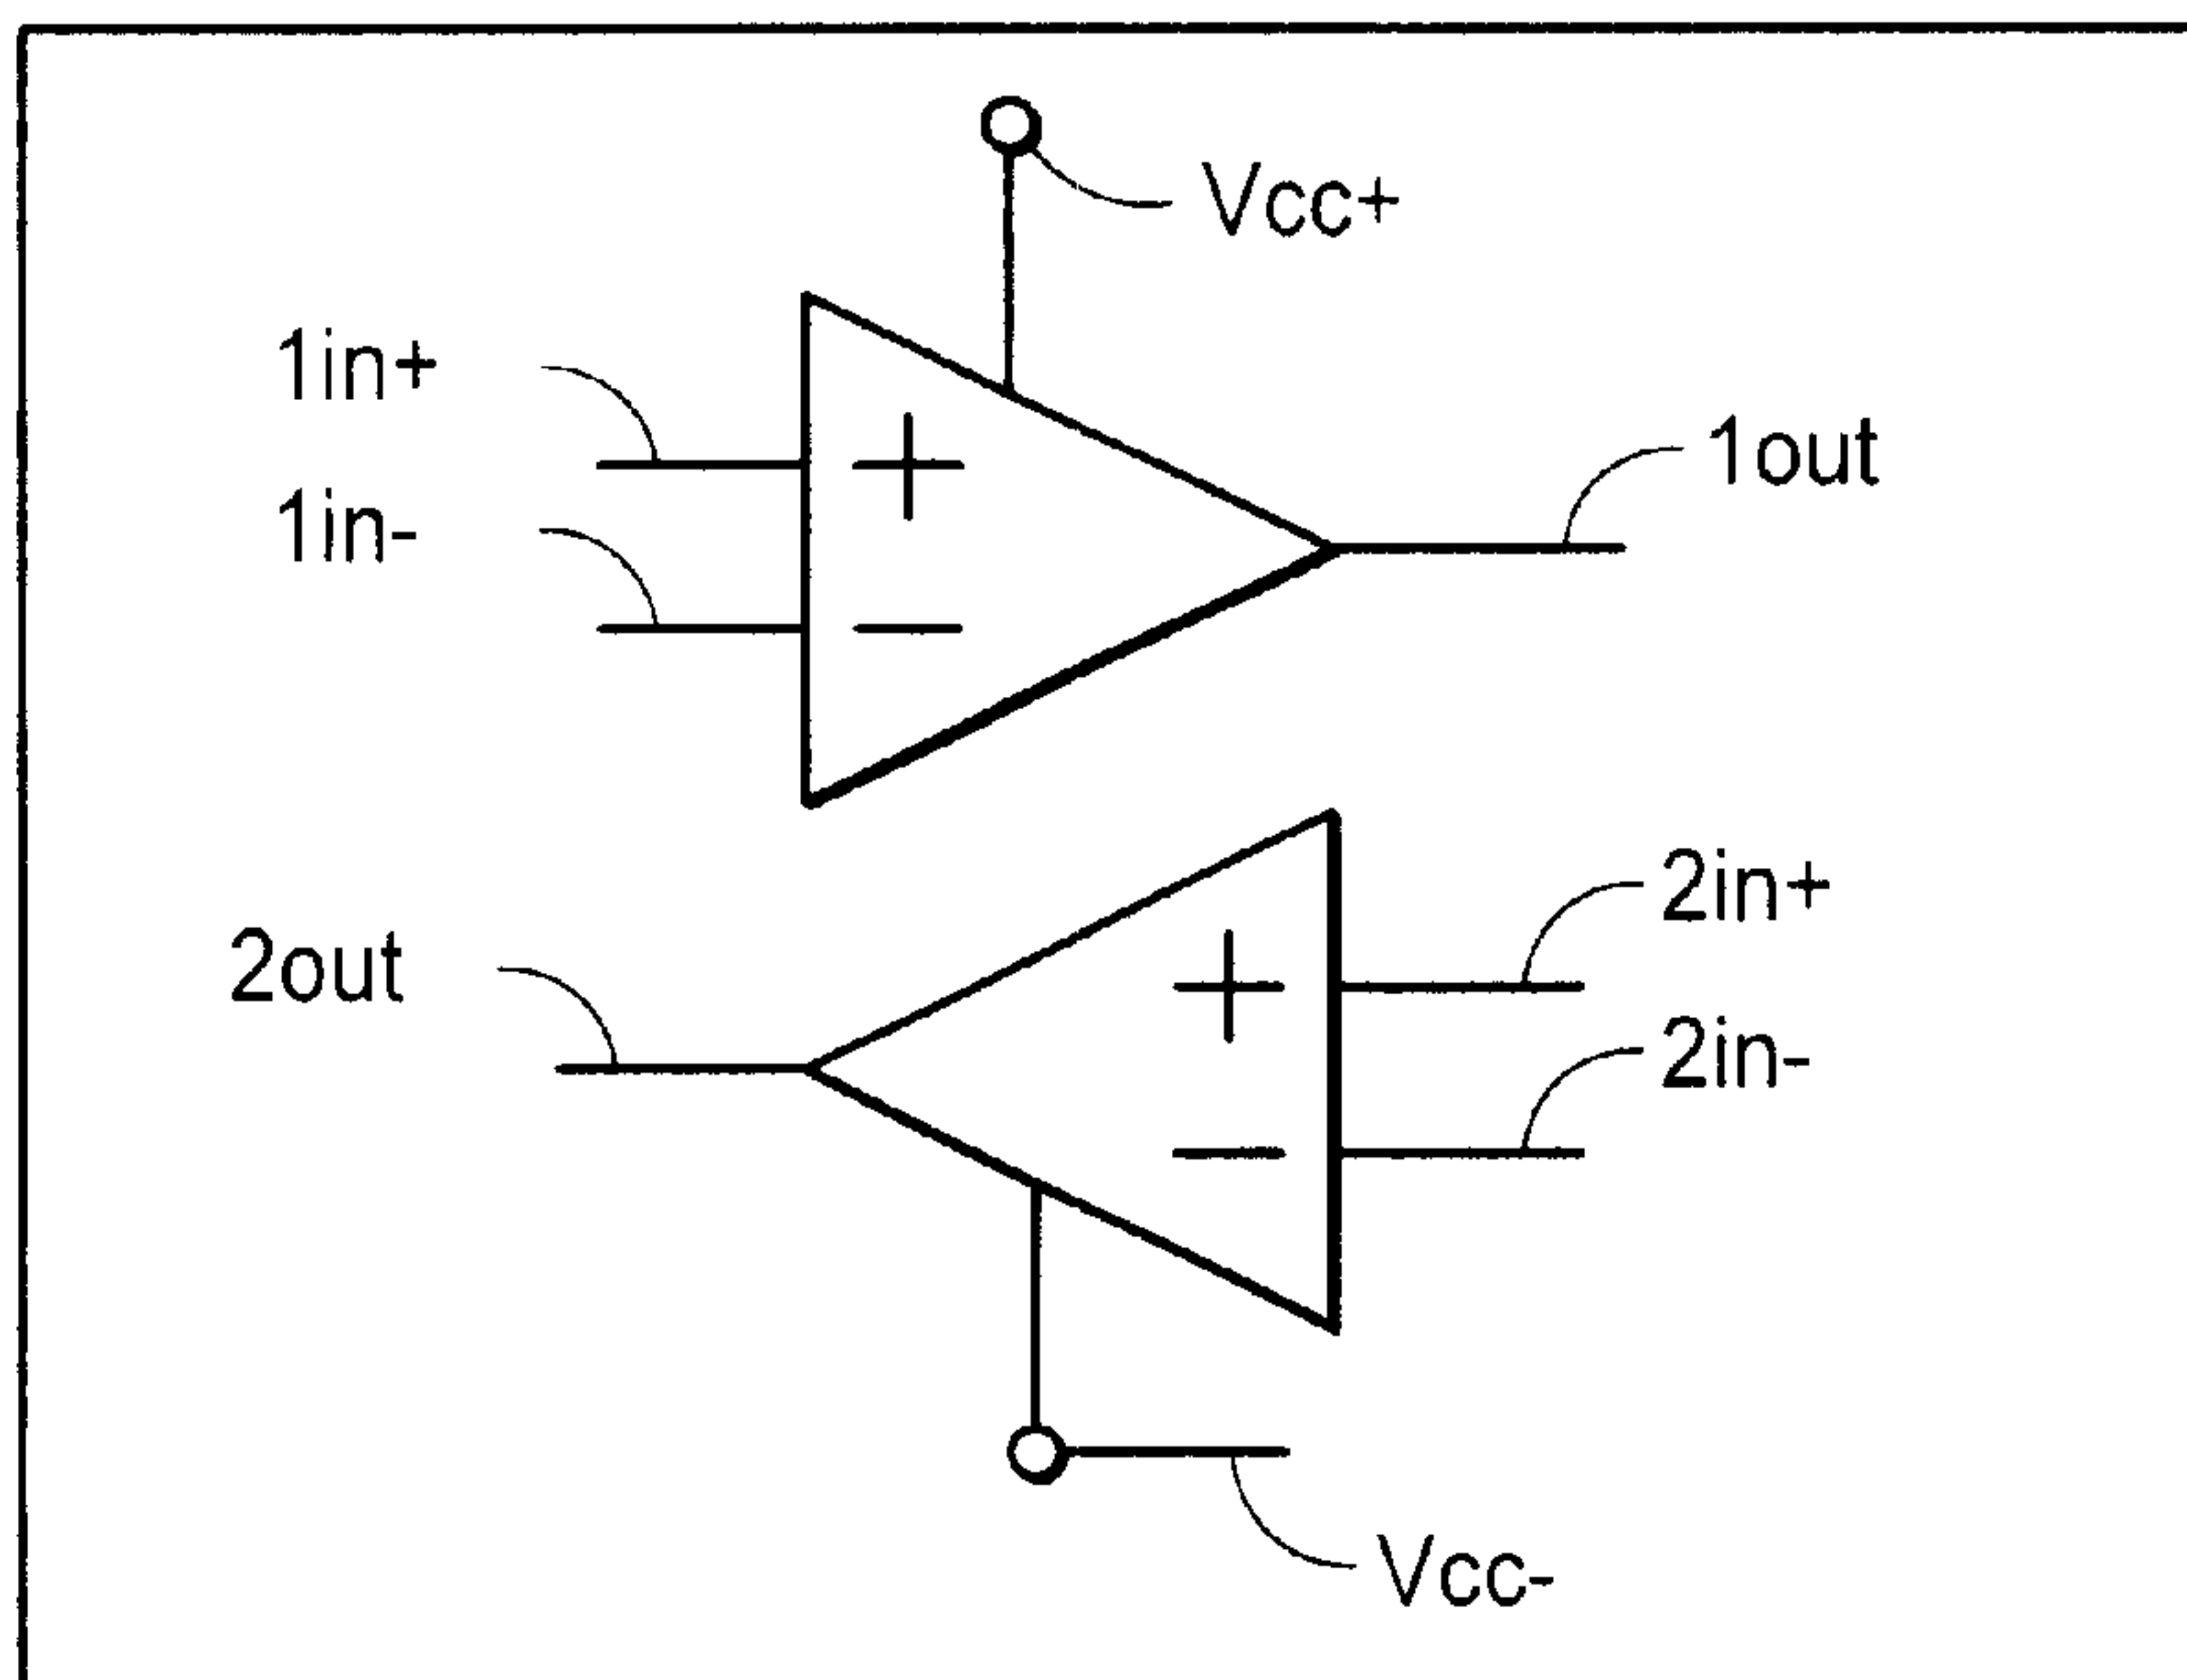 Vcc+
1in+
1out
1in-
2in+
2out
2in-
Vcc-